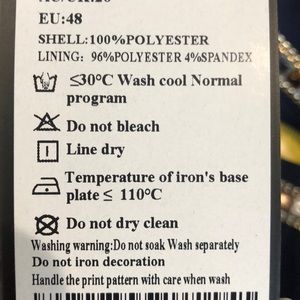 EU:48
SHELL:100%POLYESTER
LINING: 96%POLYESTER 4%SPANDEX
≤30°C Wash cool Normal
program
Do not bleach
Line dry
Temperature of iron's base
plate≤ 110°C
Do not dry clean
Washing warning:Do not soak Wash separately
Do not iron decoration
Handle the print pattern with care when wash